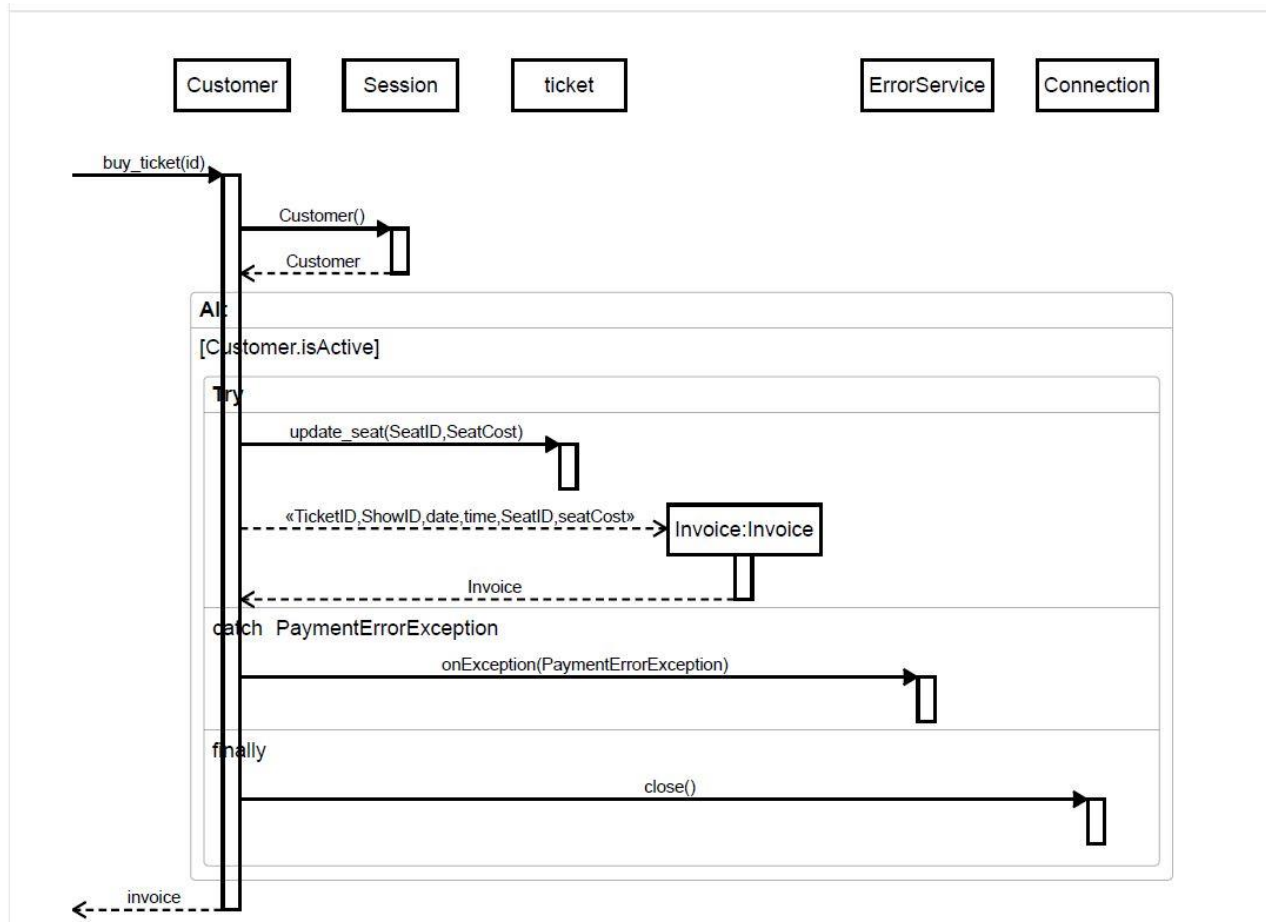 Customer
Session
ticket
ErrorService
Connection
buy_ticket(id)
Customer()
Customer
Alt
[Customer.isActive]
Try
update_seat(SeatID,SeatCost)
«TicketID,ShowID,date,time,SeatID,seatCost»
Invoice:Invoice
Invoice
catch PaymentErrorException
onException(PaymentErrorException)
finally
close()
invoice